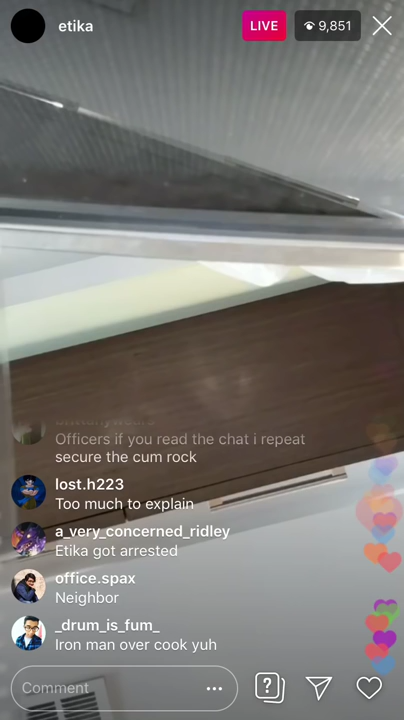 etika
LIVE
9,851
Officers if you read the chat i repeat
secure the cum rock
lost.h223
Too much to explain
a_very_concerned_ridley
Etika got arrested
office.spax
Neighbor
_drum_is_fum_
Iron man over cook yuh
Comment